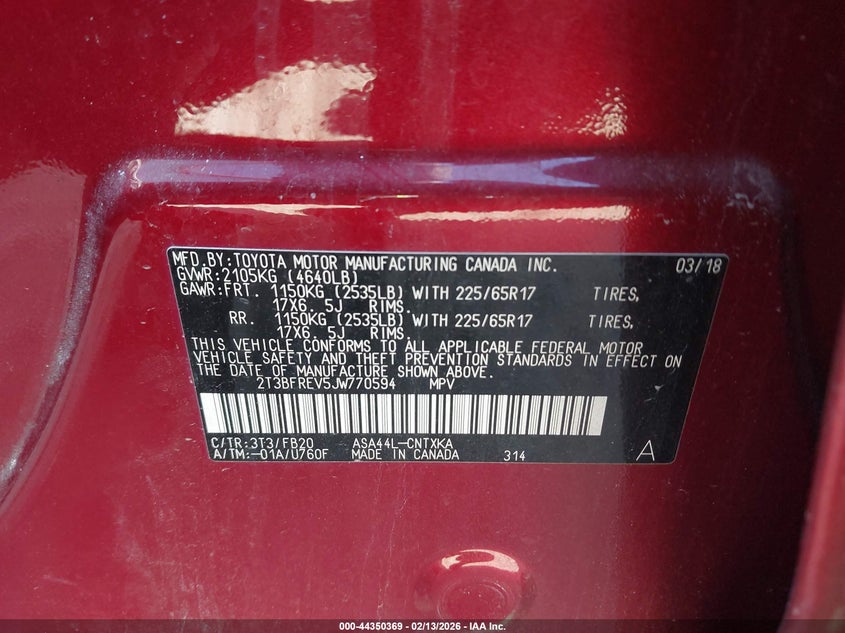 MFD.BY:TOYOTA MOTOR MANUFACTURING CANADA INC. 03/18
GVWR:2105KG (4640LB)
GAWR:FRT. 1150KG (2535LB) WITH 225/65R17 TIRES,
17X6. 5J RIMS.
RR. 1150KG (2535LB) WITH 225/65R17 TIRES,
17X6. 5J RIMS.
THIS VEHICLE CONFORMS TO ALL APPLICABLE FEDERAL MOTOR
VEHICLE SAFETY AND THEFT PREVENTION STANDARDS IN EFFECT ON
THE DATE OF MANUFACTURE SHOWN ABOVE.
2T3BFREV5JW770594 MPV
C/TR:3T3/FB20 ASA44L-CNTXKA
A/TM:-01A/U760F MADE IN CANADA 314 A
000-44350369 - 02/13/2026 - IAA Inc.